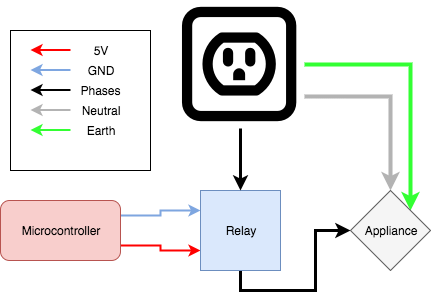 5V
GND
Phases
Neutral
Earth
Microcontroller
Relay
Appliance